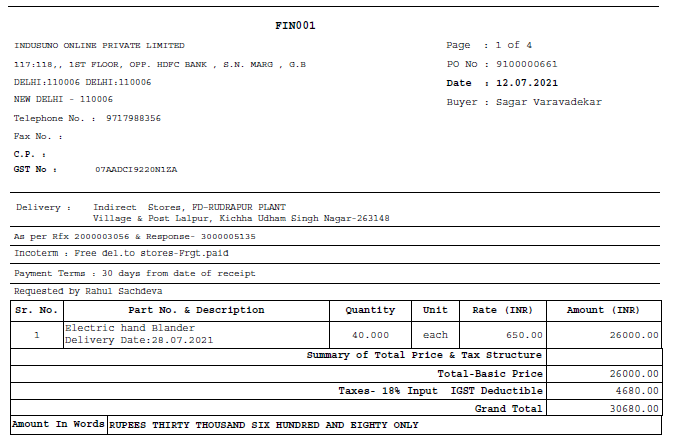 FIN001
INDUSUNO ONLINE PRIVATE LIMITED
Page : 1 of 4
117:118,, 1ST FLOOR, OPP. HDFC BANK , S.N. MARG , G.B
PO No : 9100000661
DELHI:110006 DELHI:110006
Date : 12.07.2021
NEW DELHI - 110006
Buyer : Sagar Varavadekar
Telephone No. : 9717988356
Fax No. :
C.P. :
GST No : 07AADCI9220N1ZA
Delivery : Indirect Stores, FD-RUDRAPUR PLANT
Village & Post Lalpur, Kichha Udham Singh Nagar-263148
As per Rfx 2000003056 & Response- 3000005135
Incoterm : Free del.to stores-Frgt.paid
Payment Terms : 30 days from date of receipt
Requested by Rahul Sachdeva
Sr. No. Part No. & Description Quantity Unit Rate (INR) Amount (INR)
1 Electric hand Blander 40.000 each 650.00 26000.00
Delivery Date:28.07.2021
Summary of Total Price & Tax Structure
Total-Basic Price 26000.00
Taxes- 18% Input IGST Deductible 4680.00
Grand Total 30680.00
Amount In Words RUPEES THIRTY THOUSAND SIX HUNDRED AND EIGHTY ONLY